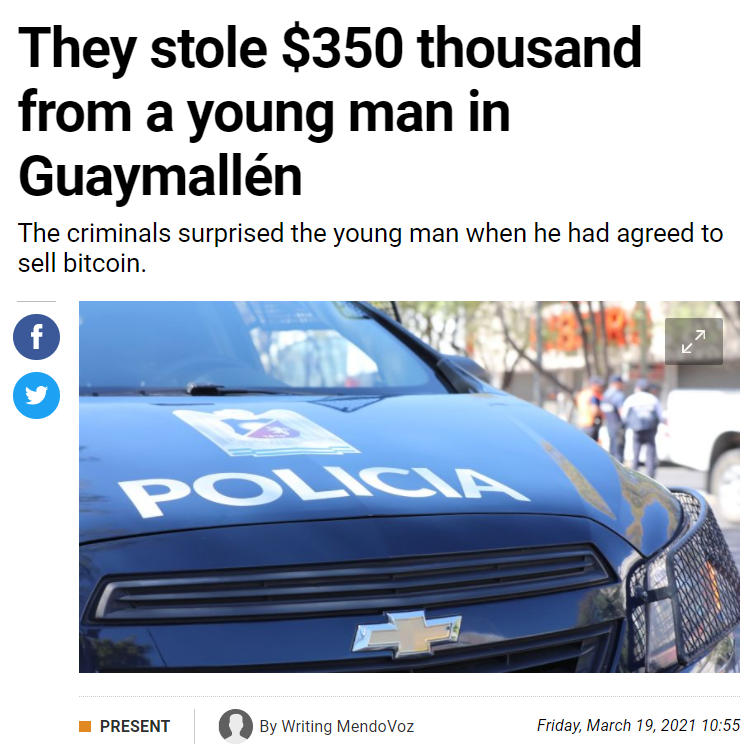 They stole $350 thousand
from a young man in
Guaymallén
The criminals surprised the young man when he had agreed to
sell bitcoin.
POLICIA
PRESENT
By Writing MendoVoz
Friday, March 19, 2021 10:55